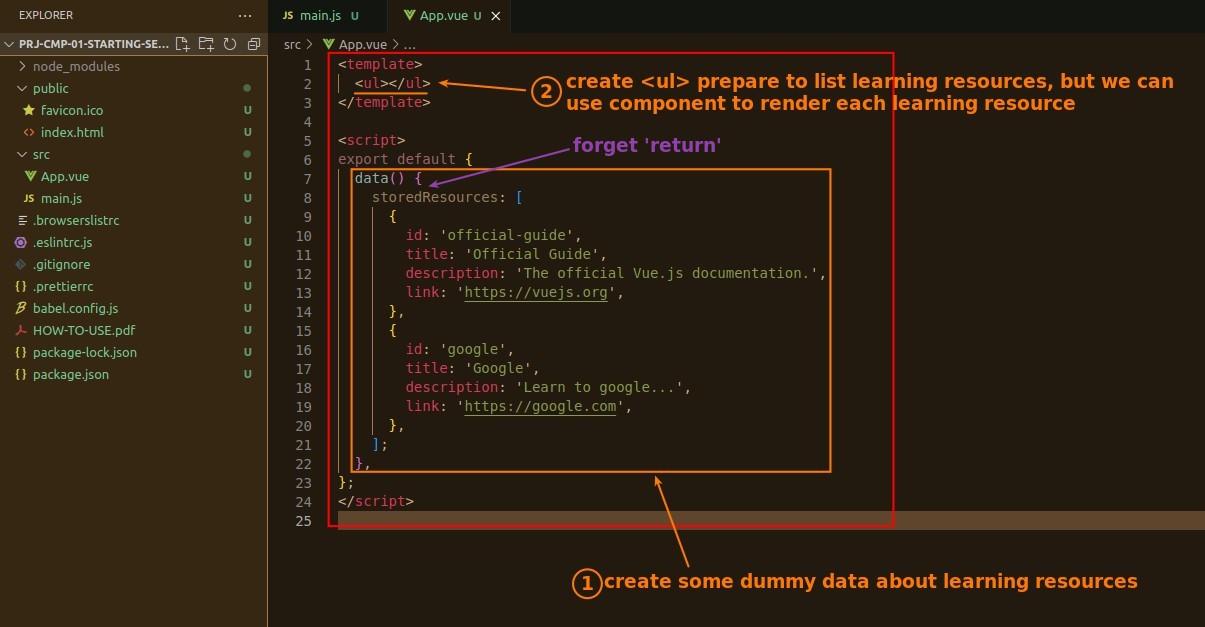 EXPLORER
...
JS main.js U
App.vue U
PRJ-CMP-01-STARTING-SE...
src > App.vue > ...
node_modules
public
favicon.ico U
index.html U
src
App.vue U
JS main.js U
.browserslistrc U
.eslintrc.js U
.gitignore U
{} .prettierrc U
babel.config.js U
HOW-TO-USE.pdf U
{} package-lock.json U
{} package.json U
1 <template>
2 <ul></ul>
3 </template>
4
5 <script>
6 export default {
7 data() {
8 storedResources: [
9 {
10 id: 'official-guide',
11 title: 'Official Guide',
12 description: 'The official Vue.js documentation.',
13 link: 'https://vuejs.org',
14 },
15 {
16 id: 'google',
17 title: 'Google',
18 description: 'Learn to google...',
19 link: 'https://google.com',
20 },
21 ];
22 },
23 };
24 </script>
25
2 create <ul> prepare to list learning resources, but we can
use component to render each learning resource
forget 'return'
1 create some dummy data about learning resources